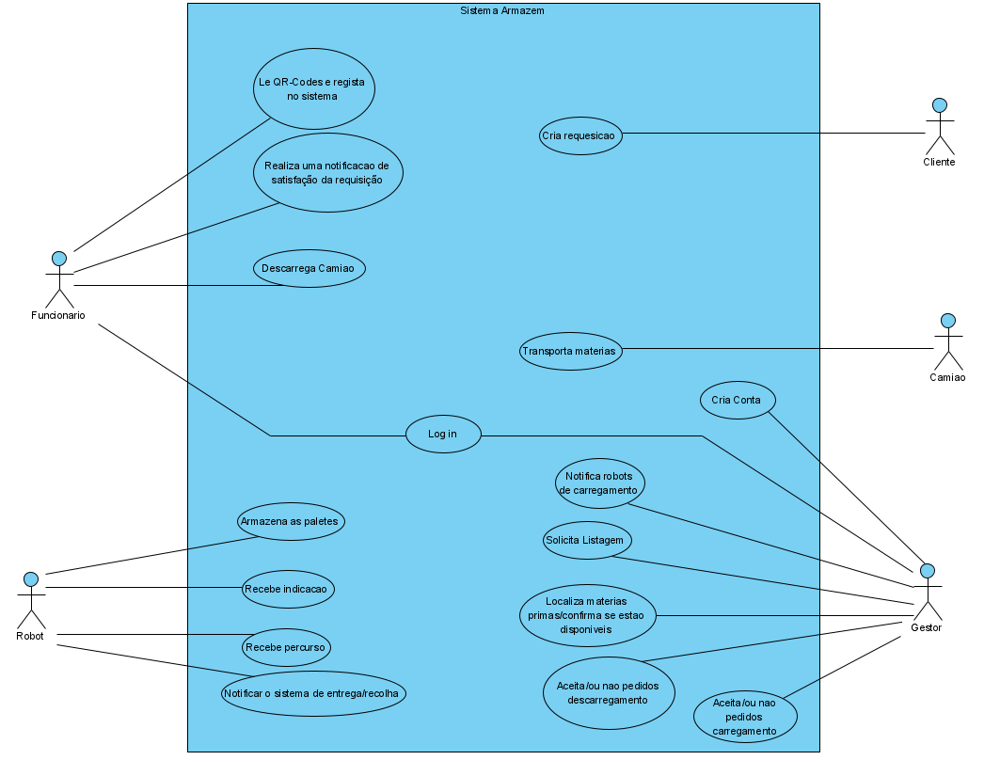 Sistema Armazem
Le QR-Codes e regista
no sistema
Cria requesicao
Cliente
Realiza uma notificacao de
satisfação da requisição
Descarrega Camiao
Funcionario
Transporta materias
Camiao
Cria Conta
Log in
Notifica robots
de carregamento
Armazena as paletes
Solicita Listagem
Recebe indicacao
Localiza materias
primas/confirma se estao
disponiveis
Robot
Gestor
Recebe percurso
Notificar o sistema de entrega/recolha
Aceita/ou nao pedidos
descarregamento
Aceita/ou nao
pedidos
carregamento